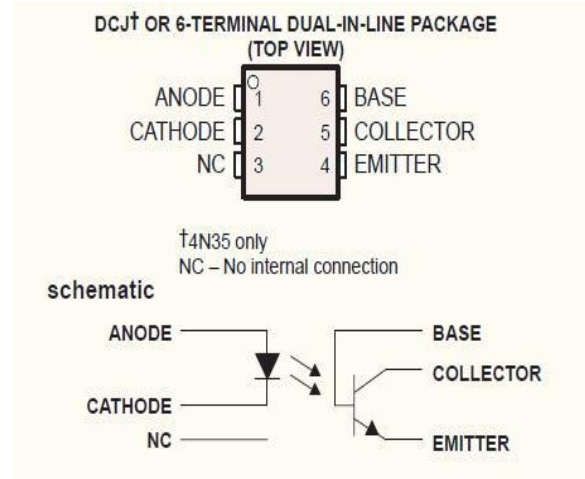 DCJ† OR 6-TERMINAL DUAL-IN-LINE PACKAGE
(TOP VIEW)
ANODE 1 6 BASE
CATHODE 2 5 COLLECTOR
NC 3 4 EMITTER
†4N35 only
NC – No internal connection
schematic
ANODE BASE
COLLECTOR
CATHODE
NC EMITTER